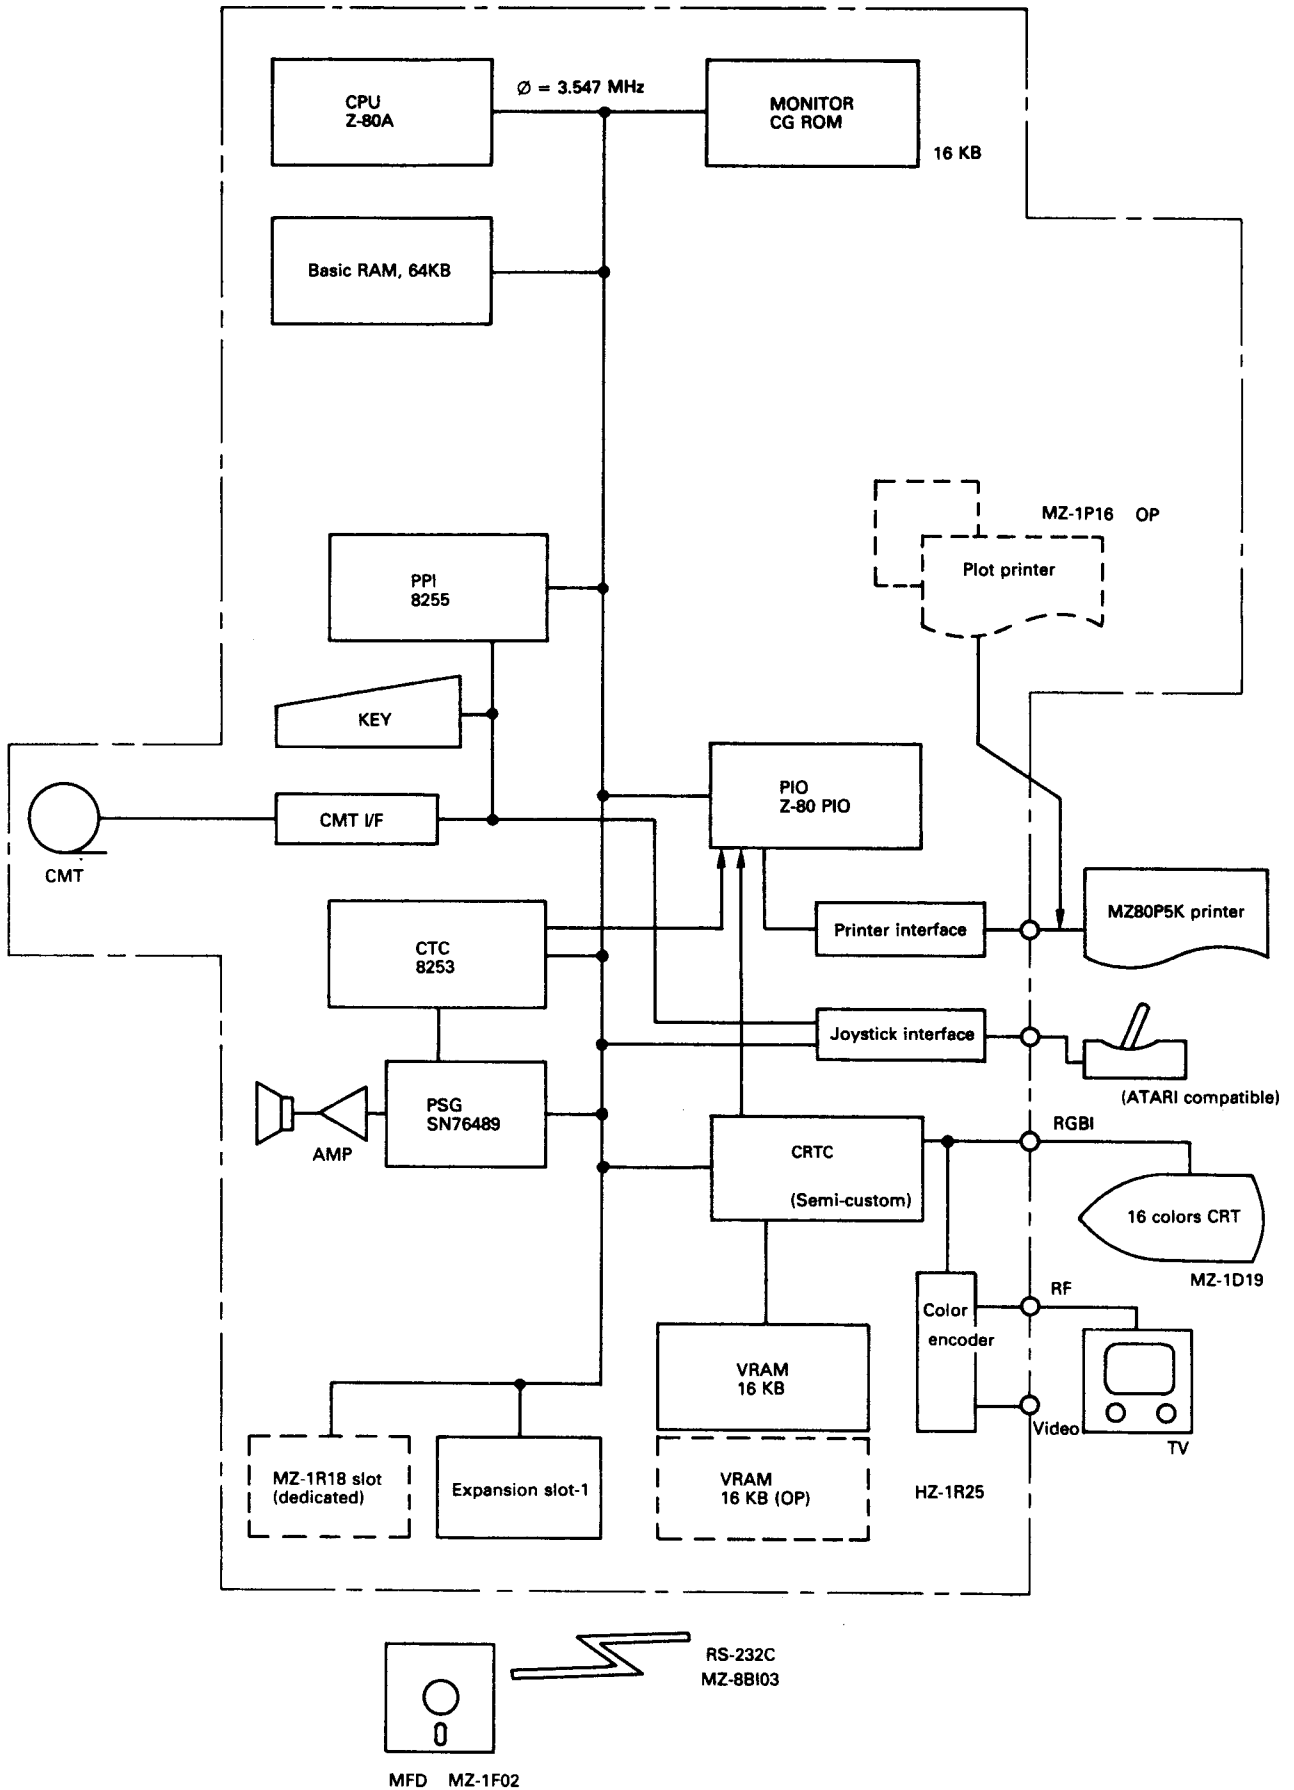 CPU
Z-80A
Ø = 3.547 MHz
MONITOR
CG ROM
16 KB
Basic RAM, 64KB
MZ-1P16 OP
Plot printer
PPI
8255
KEY
PIO
Z-80 PIO
CMT I/F
CMT
MZ80P5K printer
Printer interface
CTC
8253
Joystick interface
(ATARI compatible)
PSG
SN76489
AMP
RGBI
CRTC
(Semi-custom)
16 colors CRT
MZ-1D19
RF
Color
encoder
VRAM
16 KB
Video
TV
MZ-1R18 slot
(dedicated)
Expansion slot-1
VRAM
16 KB (OP)
HZ-1R25
RS-232C
MZ-8BI03
MFD MZ-1F02